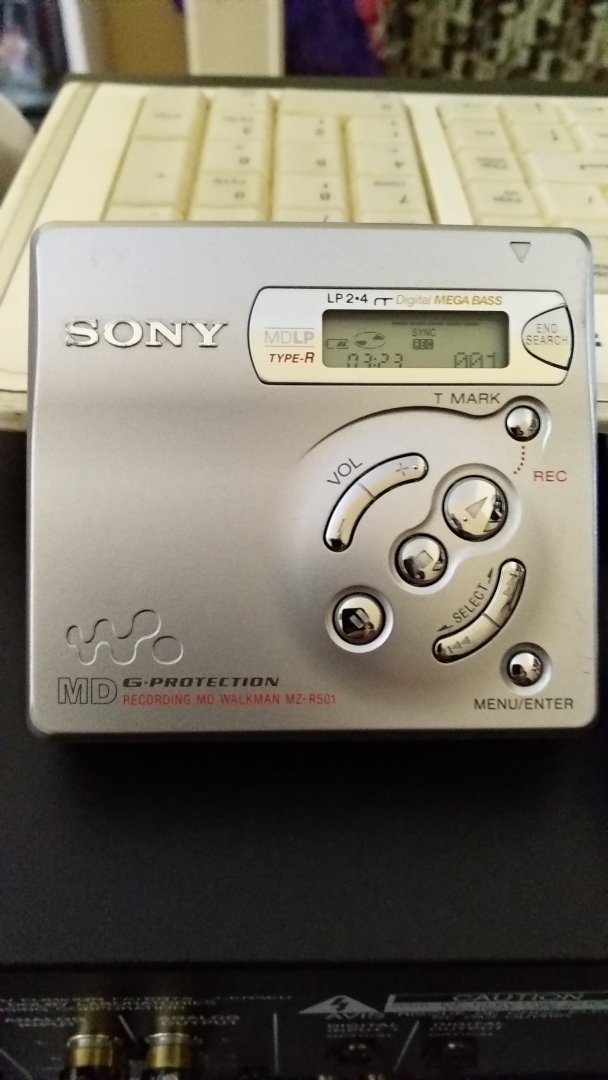 LP2•4 Digital MEGA BASS
SONY
MDLP
TYPE-R
SYNC
REC
03:23 001
END
SEARCH
T MARK
REC
VOL
+
−
SELECT
MENU/ENTER
MD G-PROTECTION
RECORDING MD WALKMAN MZ-R501
CAUTION